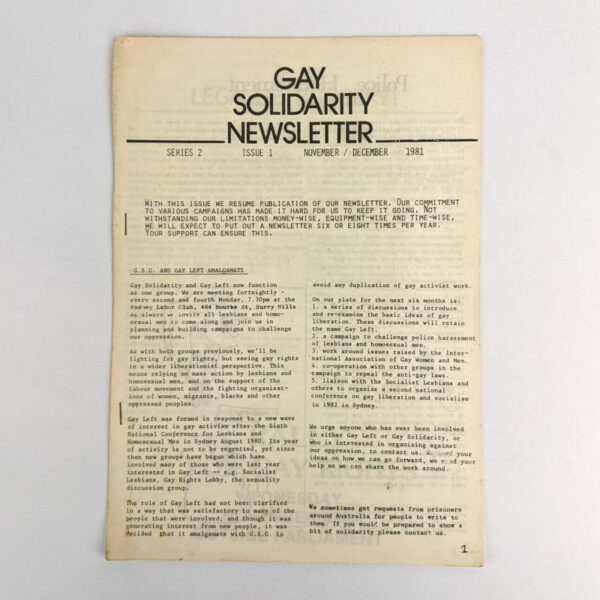 GAY
SOLIDARITY
NEWSLETTER
SERIES 2 ISSUE 1 NOVEMBER / DECEMBER 1981
WITH THIS ISSUE WE RESUME PUBLICATION OF OUR NEWSLETTER. OUR COMMITMENT
TO VARIOUS CAMPAIGNS HAS MADE IT HARD FOR US TO KEEP IT GOING. NOT
WITHSTANDING OUR LIMITATIONS MONEY-WISE, EQUIPMENT-WISE AND TIME-WISE,
WE WILL EXPECT TO PUT OUT A NEWSLETTER SIX OR EIGHT TIMES PER YEAR.
YOUR SUPPORT CAN ENSURE THIS.
G.S.G. AND GAY LEFT AMALGAMATE
Gay Solidarity and Gay Left now function
as one group. We are meeting fortnightly -
every second and fourth Monday, 7.30pm at the
Sydney Labor Club, 464 Bourke St, Surry Hills
As always we invite all lesbians and homo-
sexual men to come along and join us in
planning and building campaigns to challenge
our oppression.
As with both groups previously, we'll be
fighting for gay rights, but seeing gay rights
in a wider liberationist perspective. This
means relying on mass action by lesbians and
homosexual men, and on the support of the
labour movement and the fighting organisat-
ions of women, migrants, blacks and other
oppressed peoples.
Gay Left was formed in response to a new wave
of interest in gay activism after the Sixth
National Conference for Lesbians and
Homosexual Men in Sydney August 1980. Its year
of activity is not to be regretted, yet since
then new groups have begun which have
involved many of those who were last year
interested in Gay Left -- e.g. Socialist
Lesbians, Gay Rights Lobby, the sexuality
discussion group.
The role of Gay Left had not been clarified
in a way that was satisfactory to many of the
people that were involved; and though it was
generating interest from new people, it was
decided that it amalgamate with G.S.G. to
avoid any duplication of gay activist work.
On our plate for the next six months is:
1. a series of discussions to introduce
and re-examine the basic ideas of gay
liberation. These discussions will retain
the name Gay Left.
2. a campaign to challenge police harassment
of lesbians and homosexual men.
3. work around issues raised by the Inter-
national Association of Gay Women and Men.
4. co-operation with other groups in the
campaign to repeal the anti-gay laws.
5. liaison with the Socialist Lesbians and
others to organise a second national
conference on gay liberation and socialism
in 1982 in Sydney.
We urge anyone who has ever been involved
in either Gay Left or Gay Solidarity, or
who is interested in organizing against
our oppression, to contact us. We need your
ideas on how we can go forward, we need your
help so we can share the work around.
We sometimes get requests from prisoners
around Australia for people to write to
them. If you would be prepared to show a
bit of solidarity please contact us.
1